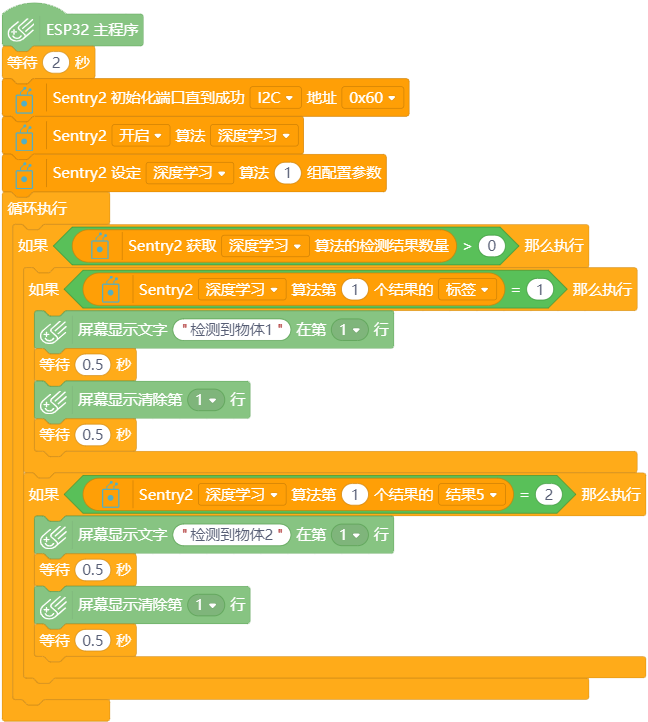 ESP32 主程序
等待 2 秒
Sentry2 初始化端口直到成功 I2C 地址 0x60
Sentry2 开启 算法 深度学习
Sentry2 设定 深度学习 算法 1 组配置参数
循环执行
如果 Sentry2 获取 深度学习 算法的检测结果数量 > 0 那么执行
如果 Sentry2 深度学习 算法第 1 个结果的 标签 = 1 那么执行
屏幕显示文字 "检测到物体1" 在第 1 行
等待 0.5 秒
屏幕显示清除第 1 行
等待 0.5 秒
如果 Sentry2 深度学习 算法第 1 个结果的 结果5 = 2 那么执行
屏幕显示文字 "检测到物体2" 在第 1 行
等待 0.5 秒
屏幕显示清除第 1 行
等待 0.5 秒